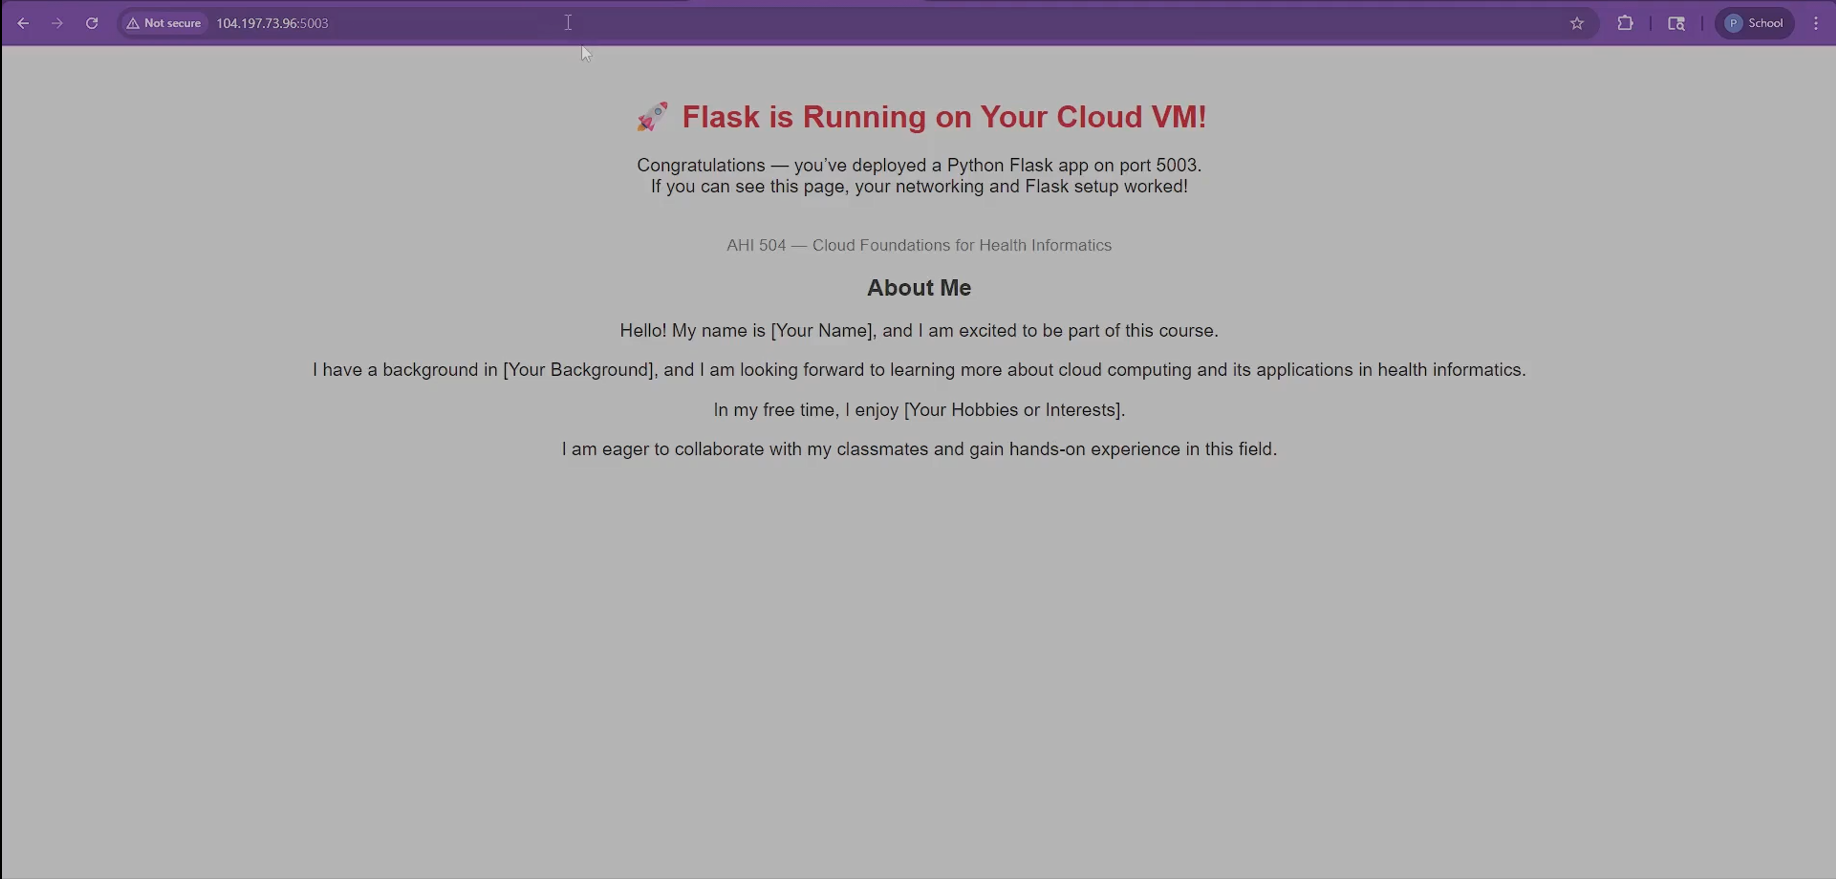 Not secure 104.197.73.96:5003
P School
🚀 Flask is Running on Your Cloud VM!
Congratulations — you’ve deployed a Python Flask app on port 5003.
If you can see this page, your networking and Flask setup worked!
AHI 504 — Cloud Foundations for Health Informatics
About Me
Hello! My name is [Your Name], and I am excited to be part of this course.
I have a background in [Your Background], and I am looking forward to learning more about cloud computing and its applications in health informatics.
In my free time, I enjoy [Your Hobbies or Interests].
I am eager to collaborate with my classmates and gain hands-on experience in this field.